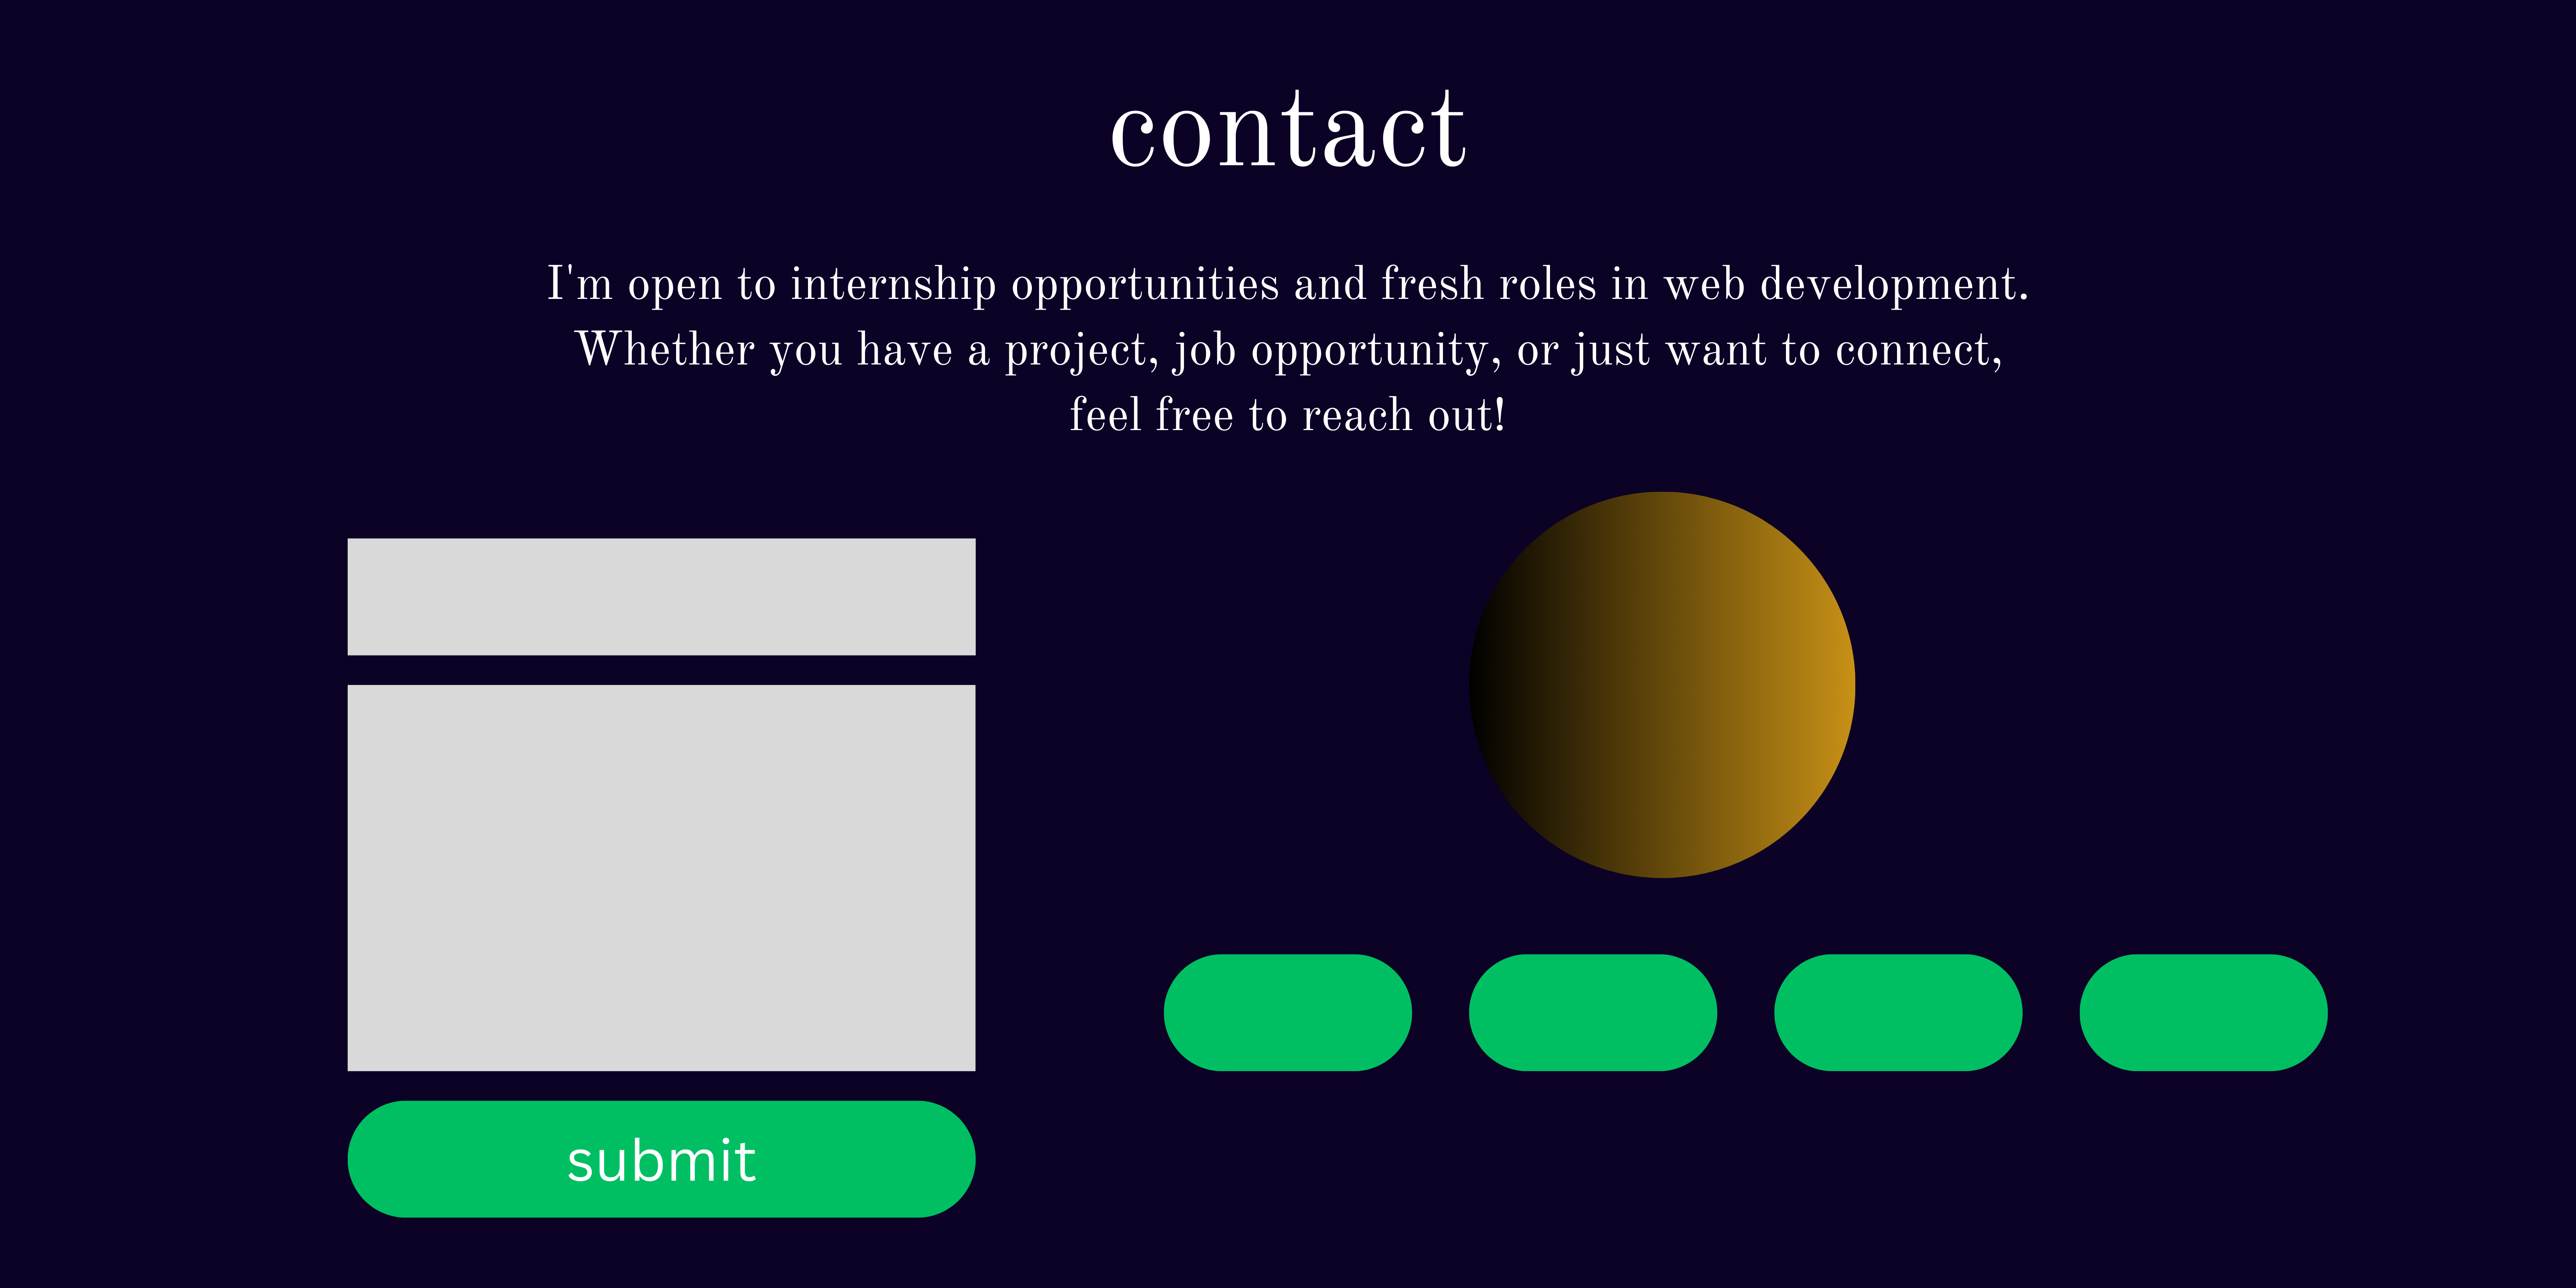 contact
I'm open to internship opportunities and fresh roles in web development.
Whether you have a project, job opportunity, or just want to connect,
feel free to reach out!
submit